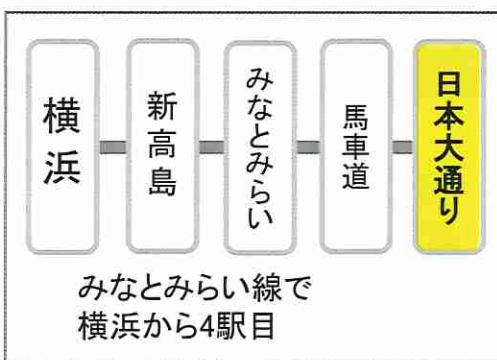 横浜
新高島
みなとみらい
馬車道
日本大通り
みなとみらい線で
横浜から4駅目